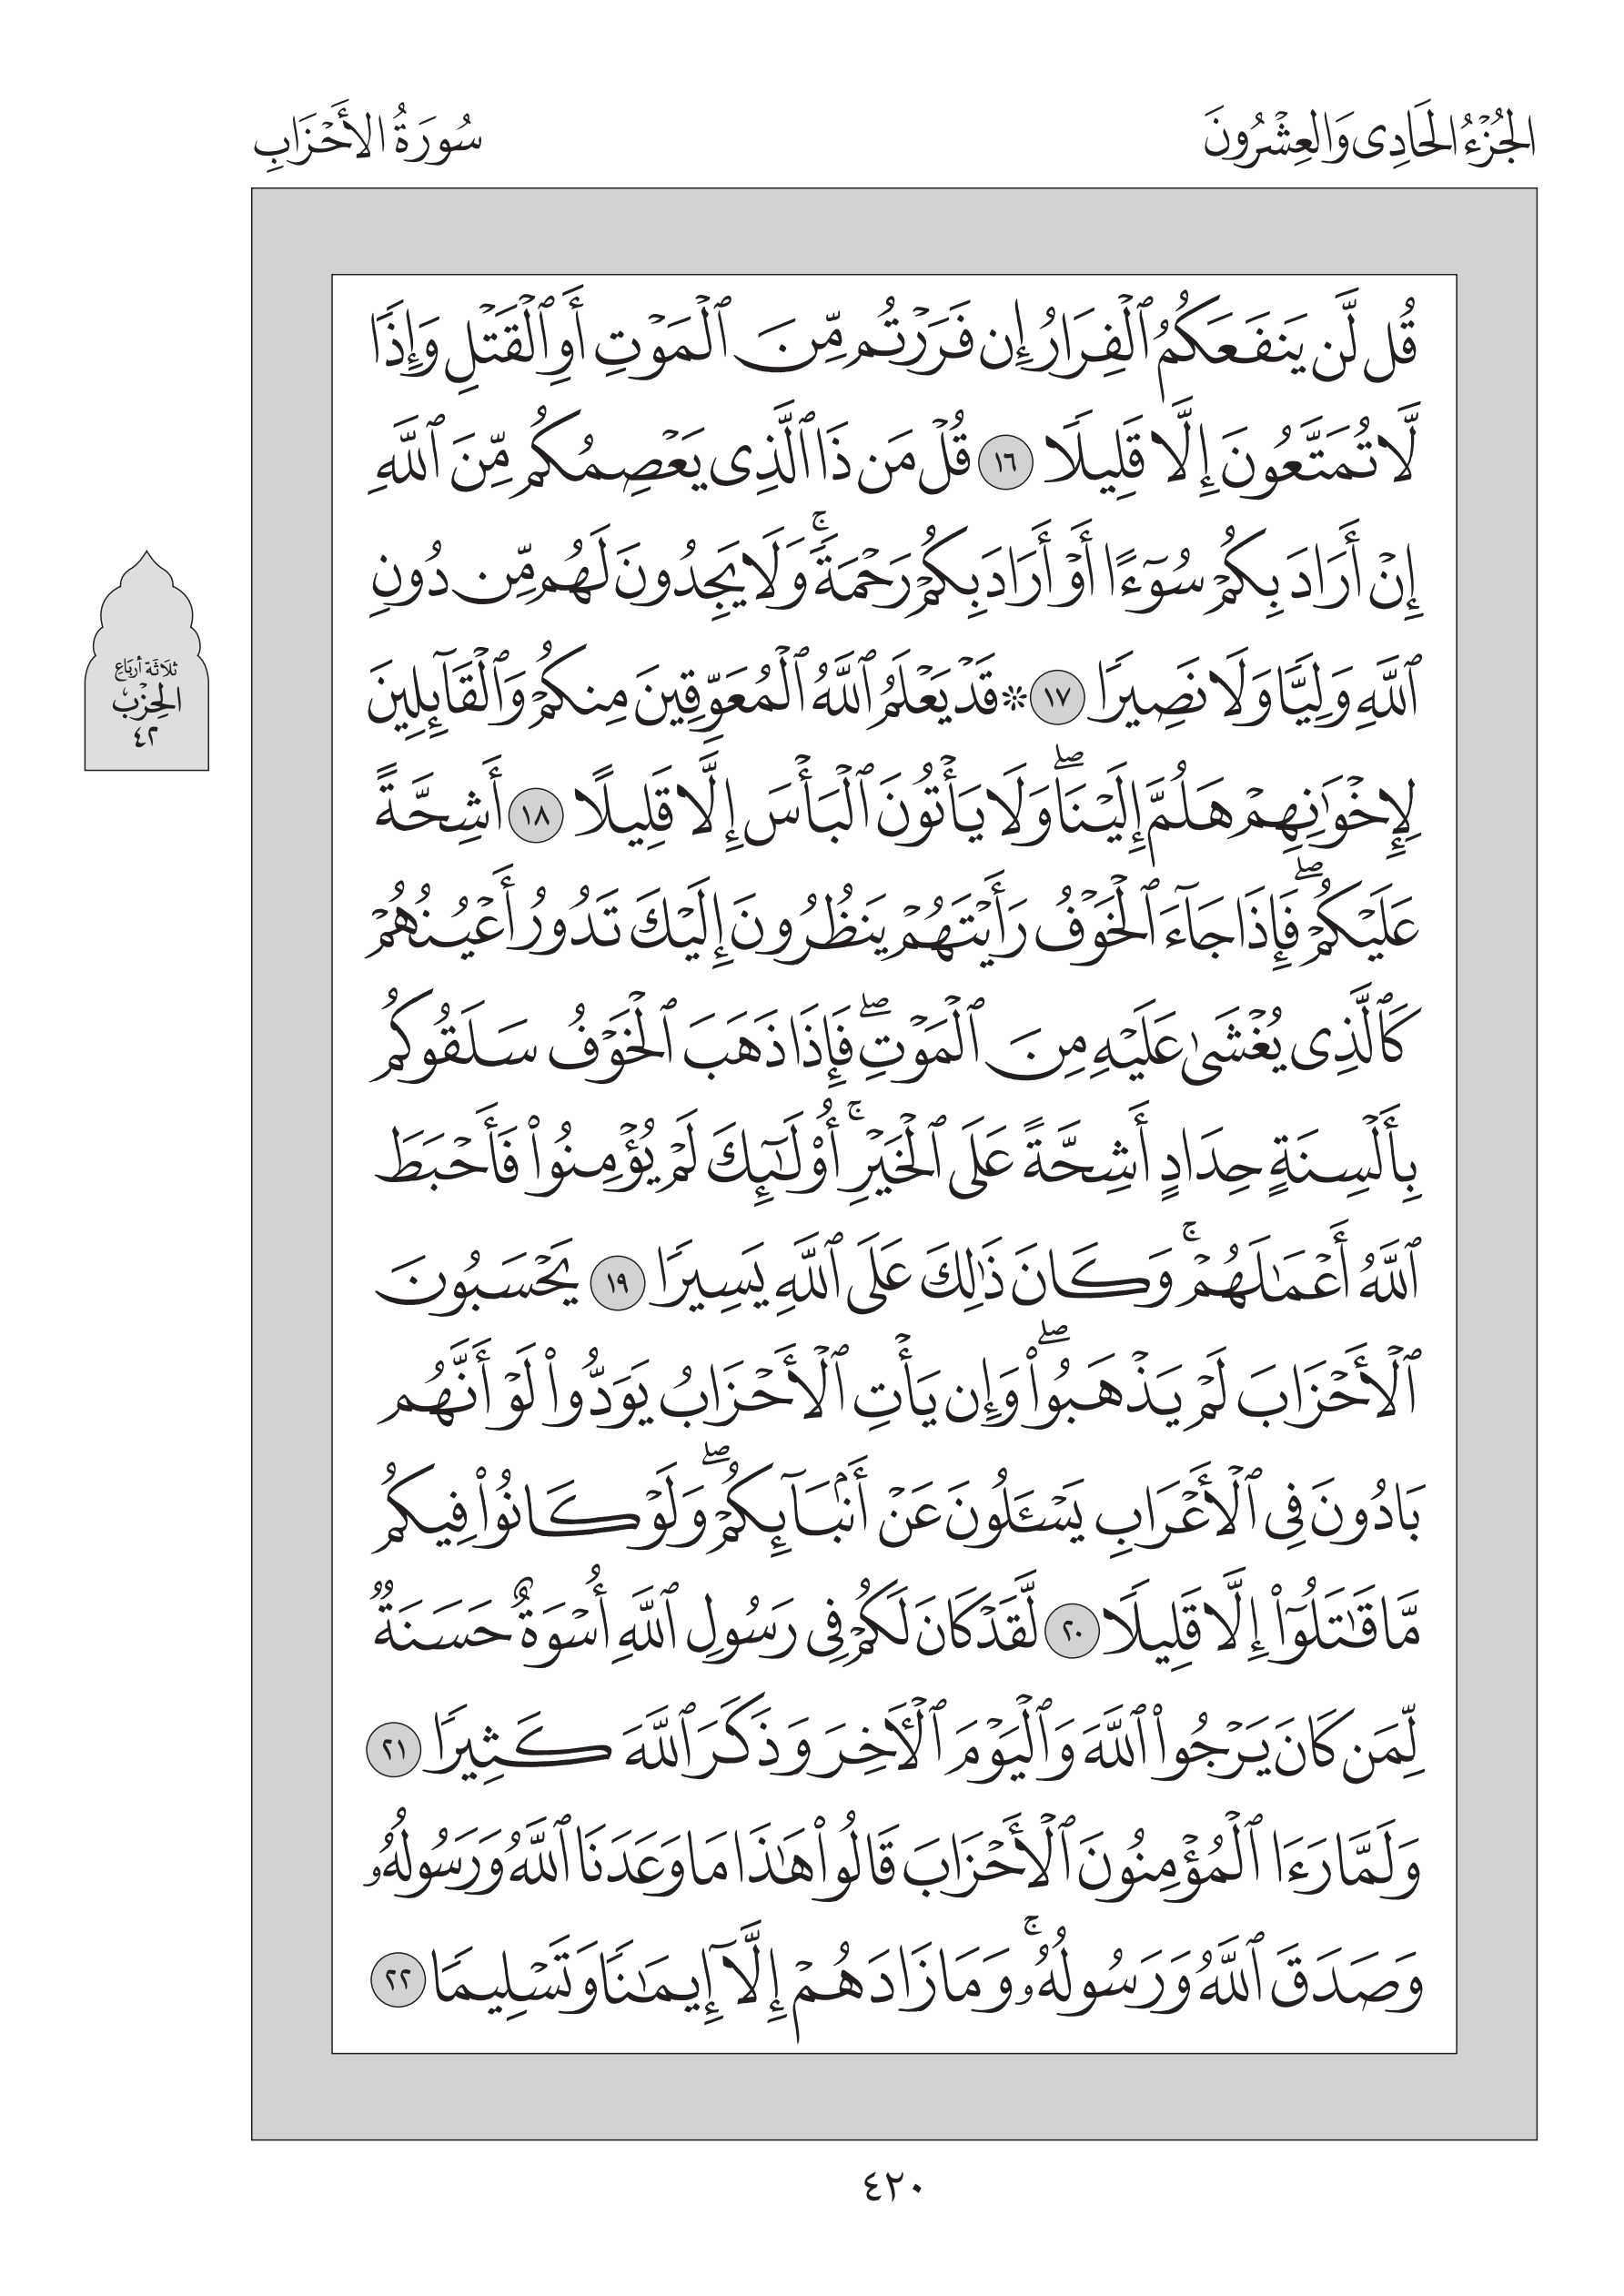 الجُزْءُ الحَادِى وَالعِشْرُونَ
سُورَةُ الأَحْزَابِ
قُل لَّن يَنفَعَكُمُ ٱلْفِرَارُ إِن فَرَرْتُم مِّنَ ٱلْمَوْتِ أَوِ ٱلْقَتْلِ وَإِذًا
لَّا تُمَتَّعُونَ إِلَّا قَلِيلًا ١٦ قُلْ مَن ذَا ٱلَّذِى يَعْصِمُكُم مِّنَ ٱللَّهِ
إِنْ أَرَادَ بِكُمْ سُوٓءًا أَوْ أَرَادَ بِكُمْ رَحْمَةً ۚ وَلَا يَجِدُونَ لَهُم مِّن دُونِ
ٱللَّهِ وَلِيًّا وَلَا نَصِيرًا ١٧ ۞ قَدْ يَعْلَمُ ٱللَّهُ ٱلْمُعَوِّقِينَ مِنكُمْ وَٱلْقَآئِلِينَ
لِإِخْوَٰنِهِمْ هَلُمَّ إِلَيْنَا ۖ وَلَا يَأْتُونَ ٱلْبَأْسَ إِلَّا قَلِيلًا ١٨ أَشِحَّةً
عَلَيْكُمْ ۖ فَإِذَا جَآءَ ٱلْخَوْفُ رَأَيْتَهُمْ يَنظُرُونَ إِلَيْكَ تَدُورُ أَعْيُنُهُمْ
كَٱلَّذِى يُغْشَىٰ عَلَيْهِ مِنَ ٱلْمَوْتِ ۖ فَإِذَا ذَهَبَ ٱلْخَوْفُ سَلَقُوكُم
بِأَلْسِنَةٍ حِدَادٍ أَشِحَّةً عَلَى ٱلْخَيْرِ ۚ أُو۟لَـٰٓئِكَ لَمْ يُؤْمِنُوا۟ فَأَحْبَطَ
ٱللَّهُ أَعْمَـٰلَهُمْ ۚ وَكَانَ ذَٰلِكَ عَلَى ٱللَّهِ يَسِيرًا ١٩ يَحْسَبُونَ
ٱلْأَحْزَابَ لَمْ يَذْهَبُوا۟ ۖ وَإِن يَأْتِ ٱلْأَحْزَابُ يَوَدُّوا۟ لَوْ أَنَّهُم
بَادُونَ فِى ٱلْأَعْرَابِ يَسْـَٔلُونَ عَنْ أَنۢبَآئِكُمْ ۖ وَلَوْ كَانُوا۟ فِيكُم
مَّا قَـٰتَلُوٓا۟ إِلَّا قَلِيلًا ٢٠ لَّقَدْ كَانَ لَكُمْ فِى رَسُولِ ٱللَّهِ أُسْوَةٌ حَسَنَةٌ
لِّمَن كَانَ يَرْجُوا۟ ٱللَّهَ وَٱلْيَوْمَ ٱلْـَٔاخِرَ وَذَكَرَ ٱللَّهَ كَثِيرًا ٢١
وَلَمَّا رَءَا ٱلْمُؤْمِنُونَ ٱلْأَحْزَابَ قَالُوا۟ هَـٰذَا مَا وَعَدَنَا ٱللَّهُ وَرَسُولُهُۥ
وَصَدَقَ ٱللَّهُ وَرَسُولُهُۥ ۚ وَمَا زَادَهُمْ إِلَّآ إِيمَـٰنًا وَتَسْلِيمًا ٢٢
ثلاثة أرباع
الحِزْب
٤٢
٤٢٠